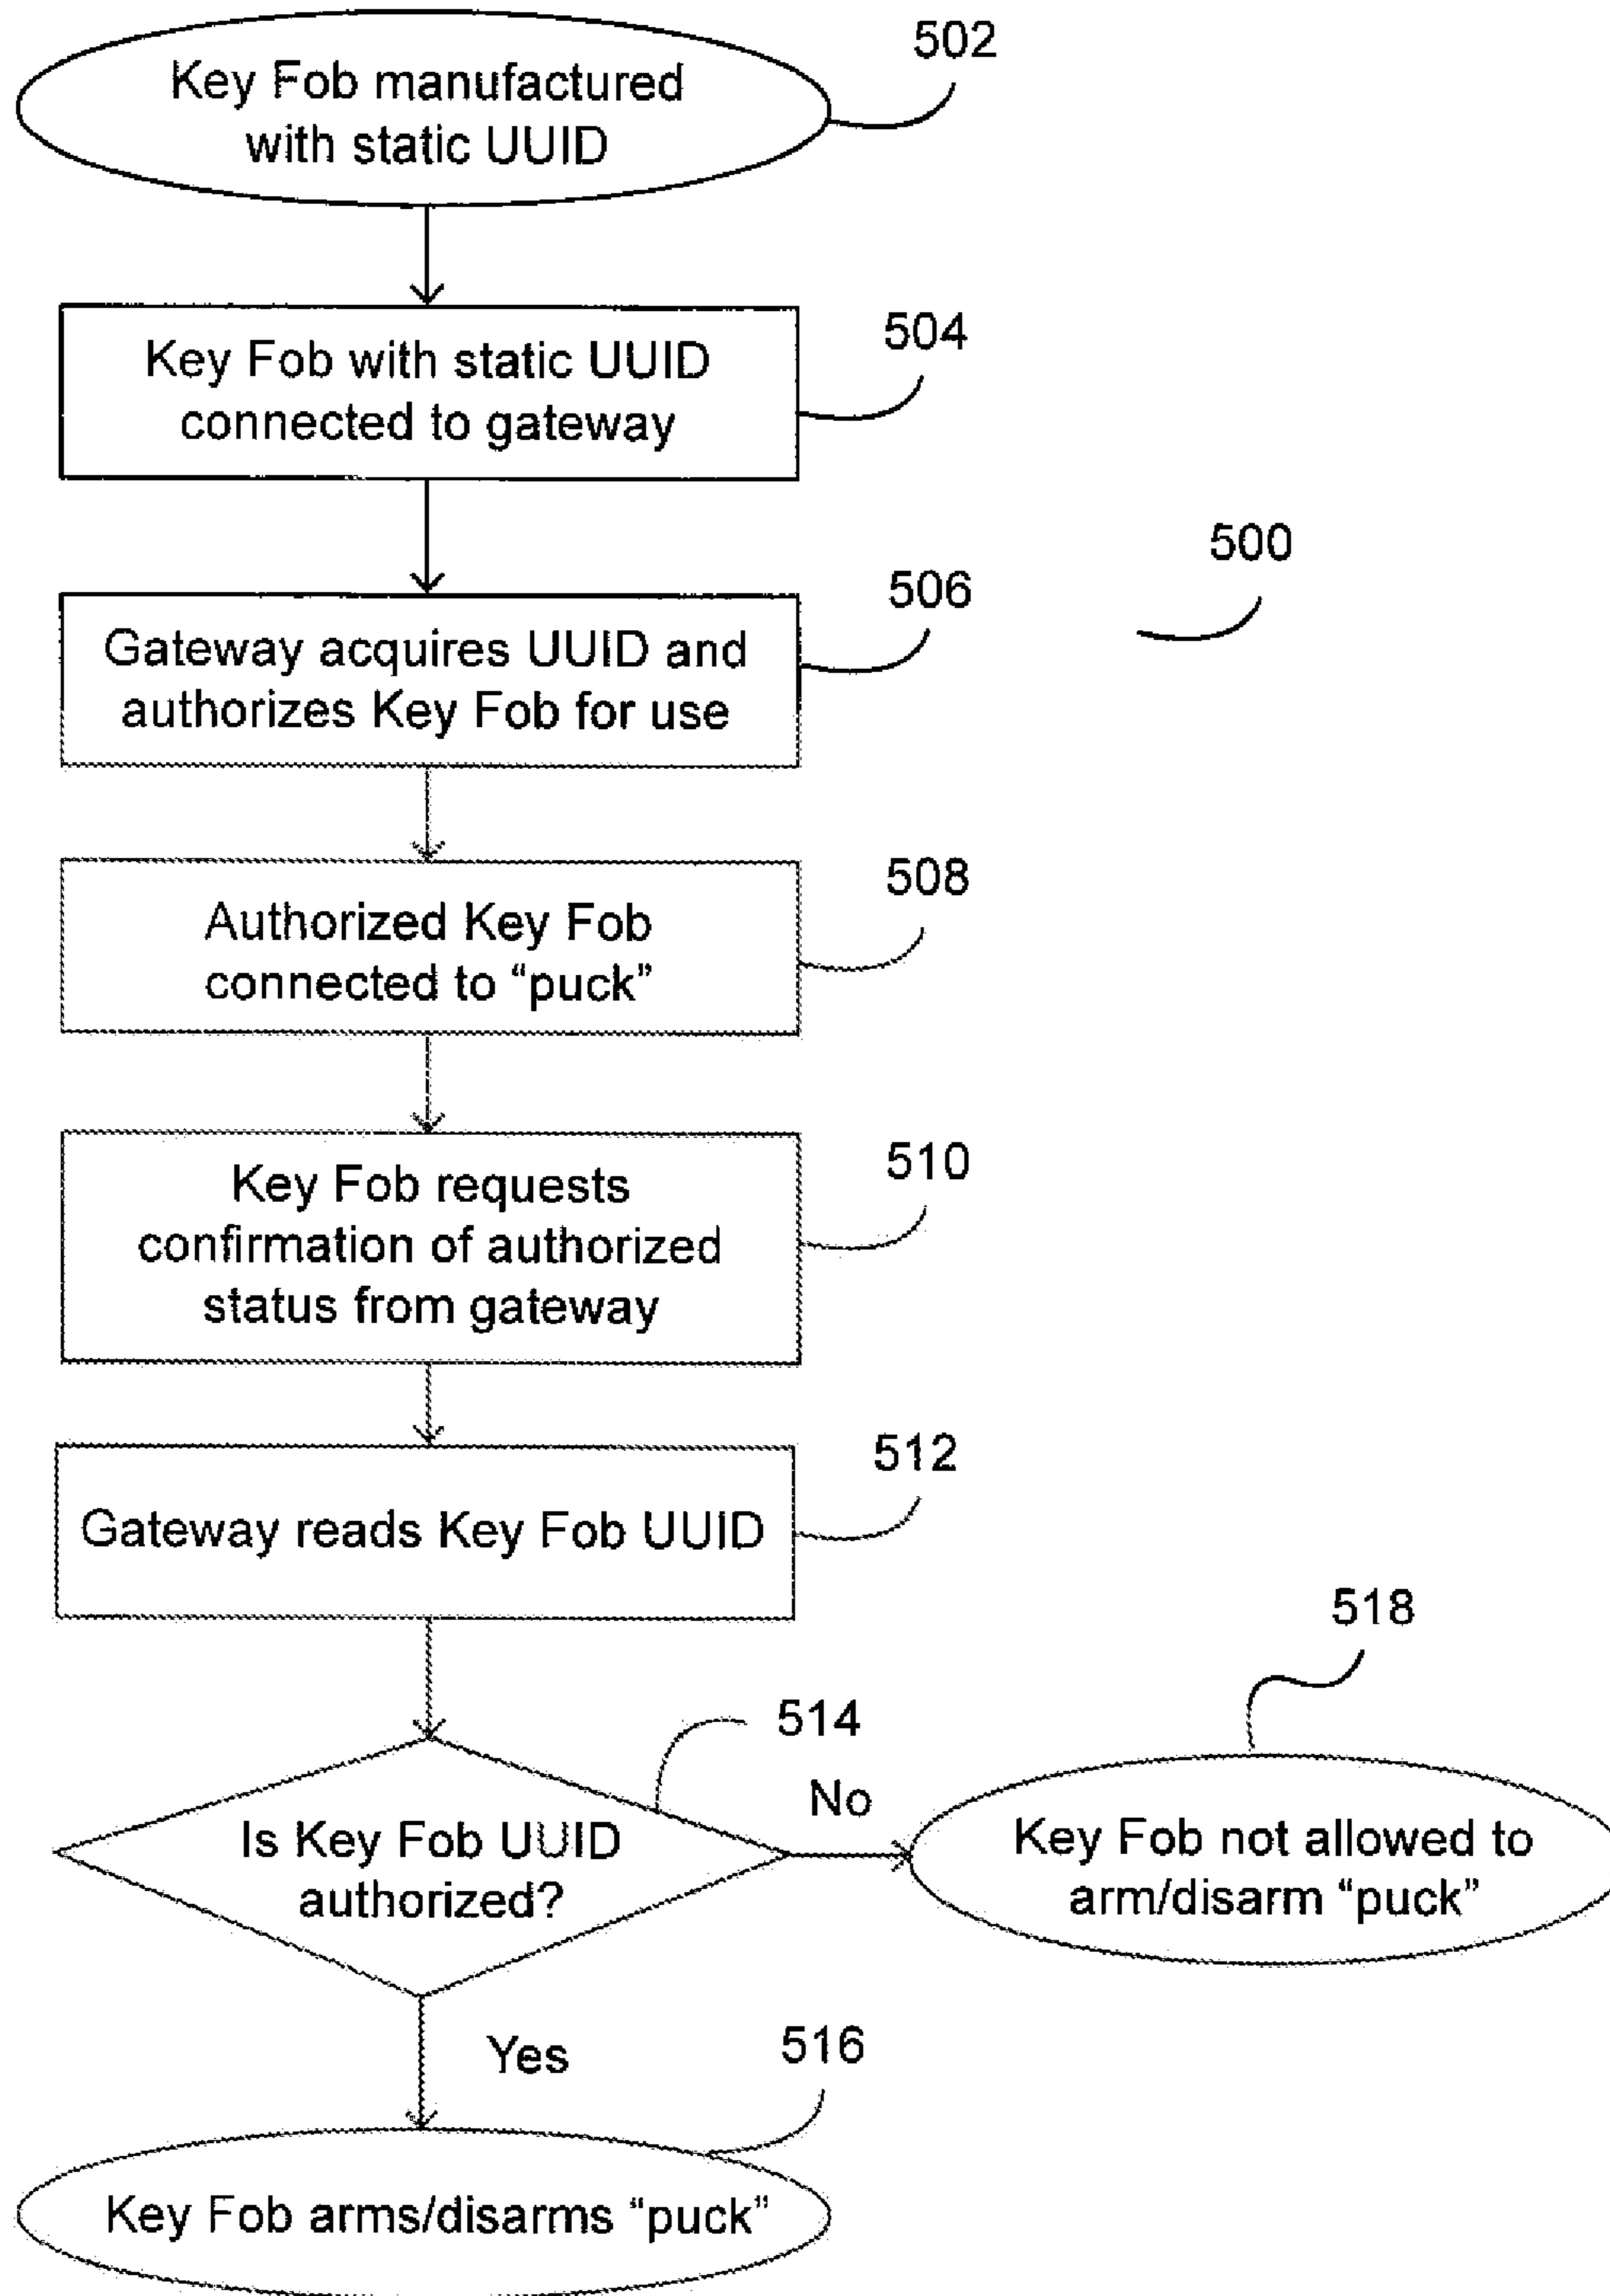 502
Key Fob manufactured
with static UUID
504
Key Fob with static UUID
connected to gateway
500
506
Gateway acquires UUID and
authorizes Key Fob for use
508
Authorized Key Fob
connected to “puck”
510
Key Fob requests
confirmation of authorized
status from gateway
512
Gateway reads Key Fob UUID
518
514
No
Is Key Fob UUID
authorized?
Key Fob not allowed to
arm/disarm “puck”
Yes
516
Key Fob arms/disarms “puck”